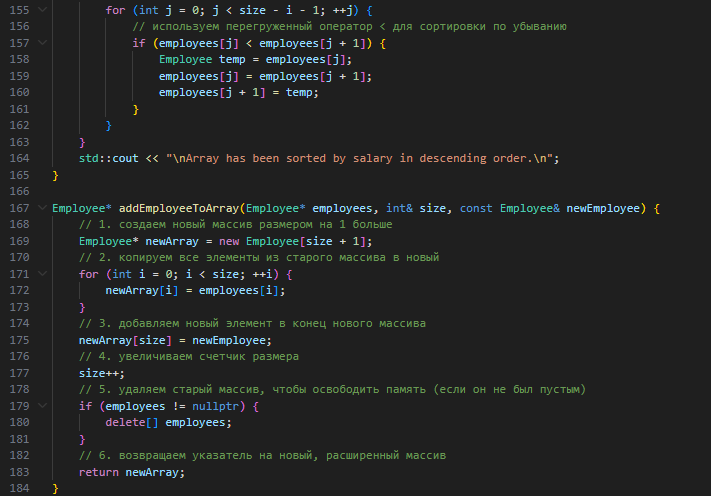 155         for (int j = 0; j < size - i - 1; ++j) {
156             // используем перегруженный оператор < для сортировки по убыванию
157             if (employees[j] < employees[j + 1]) {
158                 Employee temp = employees[j];
159                 employees[j] = employees[j + 1];
160                 employees[j + 1] = temp;
161             }
162         }
163     }
164     std::cout << "\nArray has been sorted by salary in descending order.\n";
165 }
166
167 Employee* addEmployeeToArray(Employee* employees, int& size, const Employee& newEmployee) {
168     // 1. создаем новый массив размером на 1 больше
169     Employee* newArray = new Employee[size + 1];
170     // 2. копируем все элементы из старого массива в новый
171     for (int i = 0; i < size; ++i) {
172         newArray[i] = employees[i];
173     }
174     // 3. добавляем новый элемент в конец нового массива
175     newArray[size] = newEmployee;
176     // 4. увеличиваем счетчик размера
177     size++;
178     // 5. удаляем старый массив, чтобы освободить память (если он не был пустым)
179     if (employees != nullptr) {
180         delete[] employees;
181     }
182     // 6. возвращаем указатель на новый, расширенный массив
183     return newArray;
184 }